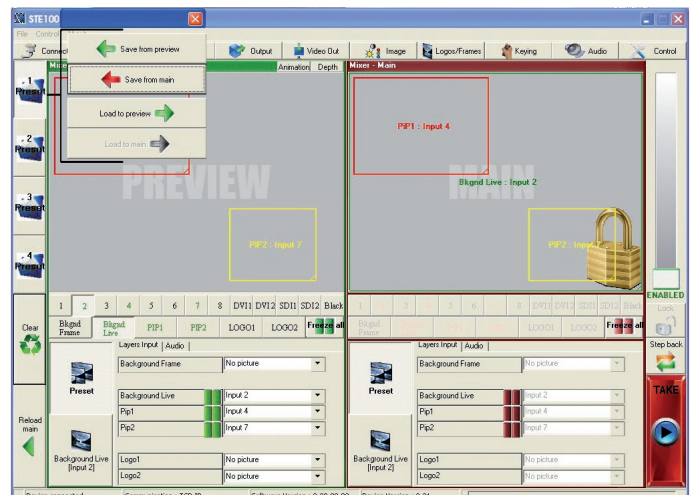 STE100
File
Save from preview
Save from main
Load to preview
Load to main
Output
Video Out
Image
Logos/Frames
Keying
Audio
Control
Animation Depth
Mixer - Main
1
Preset
2
Preset
3
Preset
4
Preset
PREVIEW
PiP2 : Input 7
PiP1 : Input 4
MAIN
Bkgnd Live : Input 2
PiP2 : Input 7
ENABLED
Lock
1 2 3 4 5 6 7 8 DVI1 DVI2 SDI1 SDI2 Black
Bkgnd Frame
Bkgnd Live
PIP1
PIP2
LOGO1
LOGO2
Freeze all
Bkgnd Frame
LOGO1
LOGO2
Freeze all
Clear
Reload main
Step back
TAKE
Layers Input Audio
Preset
Background Live [Input 2]
Background Frame No picture
Background Live Input 2
Pip1 Input 4
Pip2 Input 7
Logo1 No picture
Logo2 No picture
Layers Input Audio
Preset
Background Live [Input 2]
Background Frame No picture
Background Live Input 2
Pip1 Input 4
Pip2 Input 7
Logo1 No picture
Logo2 No picture